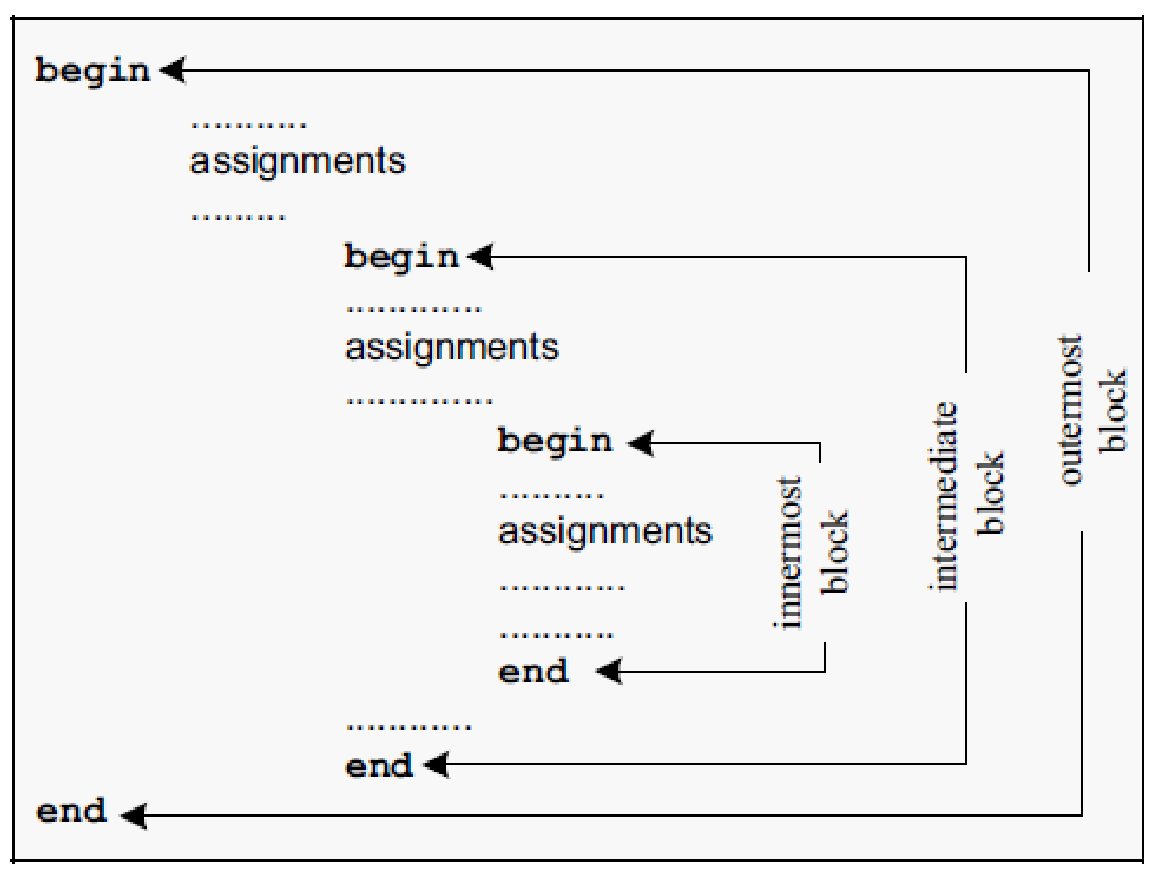 begin
...........
assignments
.........
begin
.............
assignments
..............
begin
..........
assignments
............
...........
end
............
end
end
innermost
block
intermediate
block
outermost
block